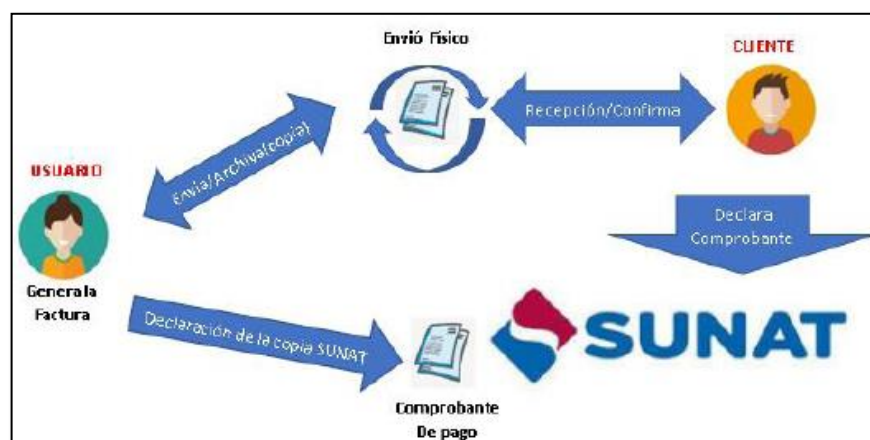 Envió Físico
CLIENTE
Recepción/Confirma
Envía/Archiva(copia)
USUARIO
Genera la
Factura
Declara
Comprobante
Declaración de la copia SUNAT
SUNAT
Comprobante
De pago